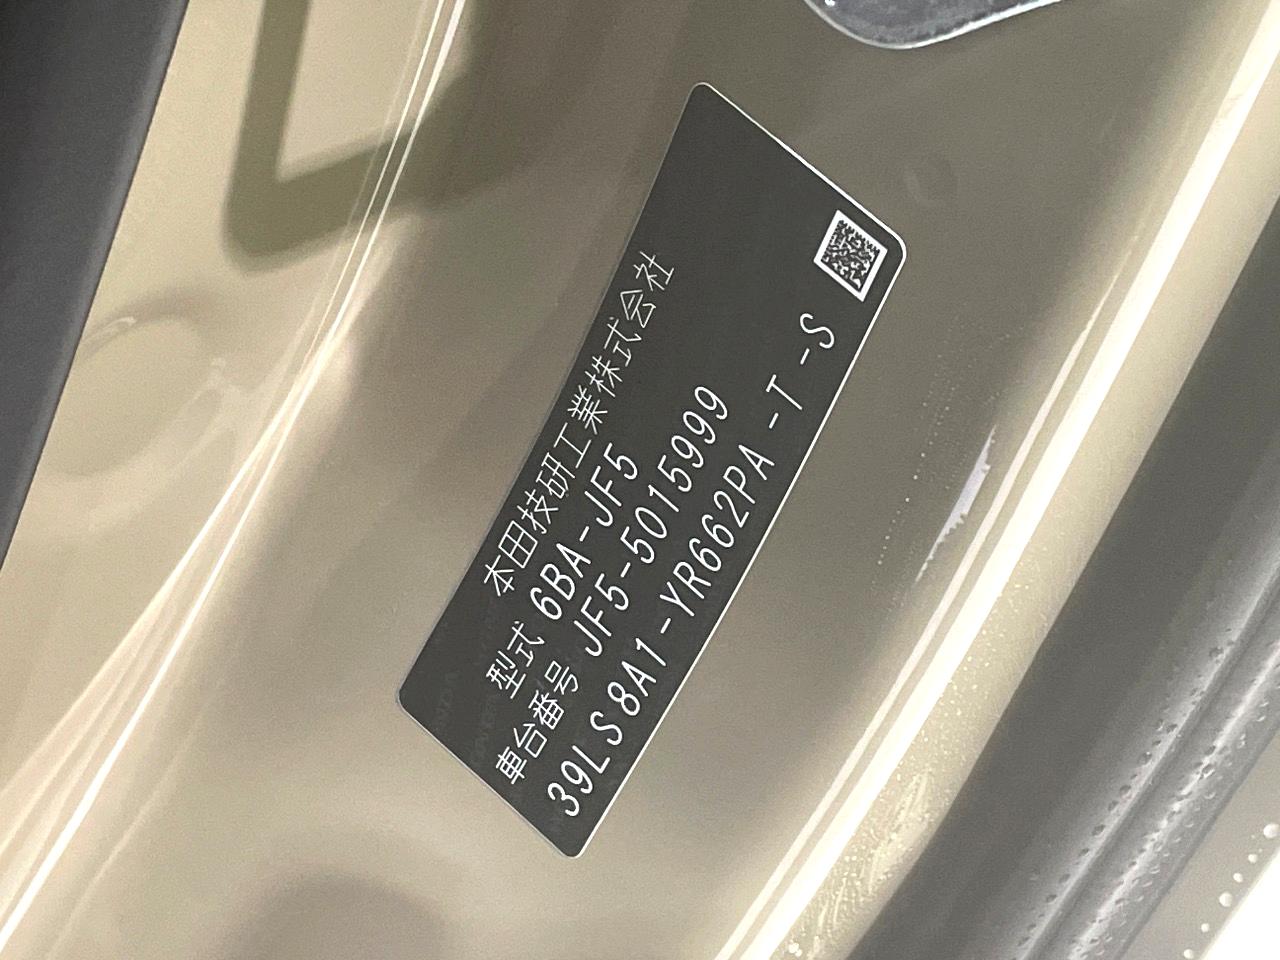 本田技研工業株式会社
型式 6BA-JF5
車台番号 JF5-5015999
39LS8A1-YR662PA -T -S